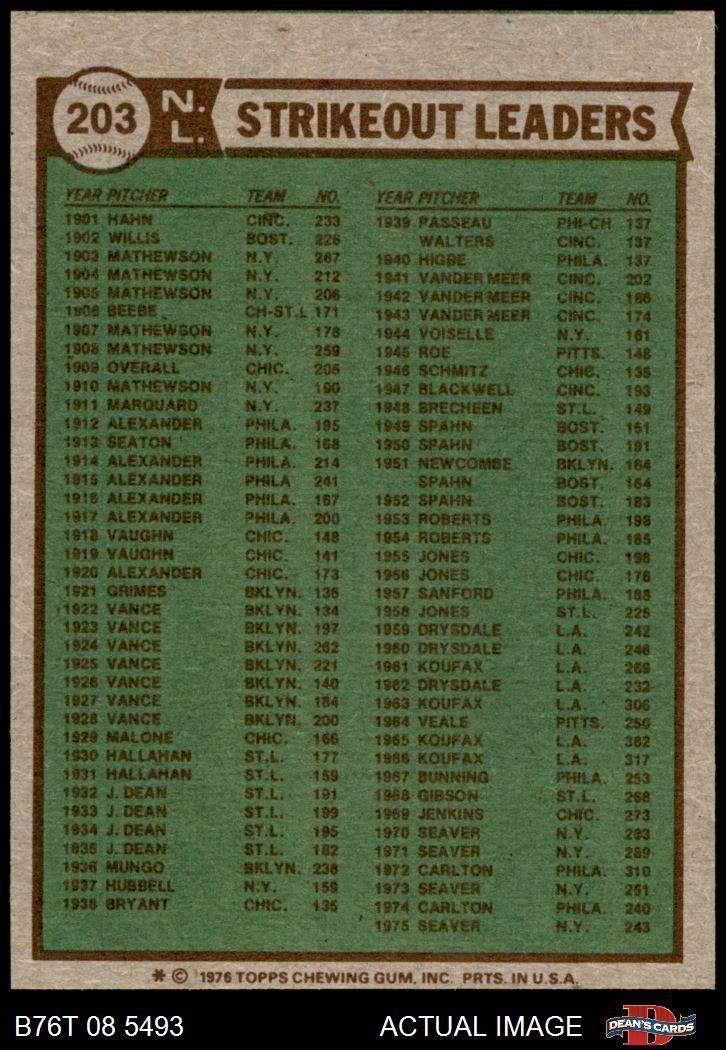 203 N. L. STRIKEOUT LEADERS
YEAR PITCHER TEAM NO.
1901 HAHN CINC. 233
1902 WILLIS BOST. 226
1903 MATHEWSON N.Y. 267
1904 MATHEWSON N.Y. 212
1905 MATHEWSON N.Y. 206
1906 BEEBE CH-ST.L 171
1907 MATHEWSON N.Y. 178
1908 MATHEWSON N.Y. 259
1909 OVERALL CHIC. 205
1910 MATHEWSON N.Y. 190
1911 MARQUARD N.Y. 237
1912 ALEXANDER PHILA. 195
1913 SEATON PHILA. 168
1914 ALEXANDER PHILA. 214
1915 ALEXANDER PHILA 241
1916 ALEXANDER PHILA. 167
1917 ALEXANDER PHILA. 200
1918 VAUGHN CHIC. 148
1919 VAUGHN CHIC. 141
1920 ALEXANDER CHIC. 173
1921 GRIMES BKLYN. 136
1922 VANCE BKLYN. 134
1923 VANCE BKLYN. 197
1924 VANCE BKLYN. 262
1925 VANCE BKLYN. 221
1926 VANCE BKLYN. 140
1927 VANCE BKLYN. 184
1928 VANCE BKLYN. 200
1929 MALONE CHIC. 166
1930 HALLAHAN ST.L. 177
1931 HALLAHAN ST.L. 159
1932 J. DEAN ST.L. 191
1933 J. DEAN ST.L. 199
1934 J. DEAN ST.L. 195
1935 J. DEAN ST.L. 182
1936 MUNGO BKLYN. 238
1937 HUBBELL N.Y. 159
1938 BRYANT CHIC. 135
YEAR PITCHER TEAM NO.
1939 PASSEAU PHI-CH 137
WALTERS CINC. 137
1940 HIGBE PHILA. 137
1941 VANDER MEER CINC. 202
1942 VANDER MEER CINC. 186
1943 VANDER MEER CINC. 174
1944 VOISELLE N.Y. 161
1945 ROE PITTS. 148
1946 SCHMITZ CHIC. 135
1947 BLACKWELL CINC. 193
1948 BRECHEEN ST.L. 149
1949 SPAHN BOST. 151
1950 SPAHN BOST. 191
1951 NEWCOMBE BKLYN. 164
SPAHN BOST. 164
1952 SPAHN BOST. 183
1953 ROBERTS PHILA. 198
1954 ROBERTS PHILA. 185
1955 JONES CHIC. 198
1956 JONES CHIC. 176
1957 SANFORD PHILA. 188
1958 JONES ST.L. 225
1959 DRYSDALE L.A. 242
1960 DRYSDALE L.A. 246
1961 KOUFAX L.A. 269
1962 DRYSDALE L.A. 232
1963 KOUFAX L.A. 306
1964 VEALE PITTS. 250
1965 KOUFAX L.A. 382
1966 KOUFAX L.A. 317
1967 BUNNING PHILA. 253
1968 GIBSON ST.L. 268
1969 JENKINS CHIC. 273
1970 SEAVER N.Y. 283
1971 SEAVER N.Y. 289
1972 CARLTON PHILA. 310
1973 SEAVER N.Y. 251
1974 CARLTON PHILA. 240
1975 SEAVER N.Y. 243
* © 1976 TOPPS CHEWING GUM, INC. PRTS. IN U.S.A.
B76T 08 5493 ACTUAL IMAGE DEAN'S CARDS